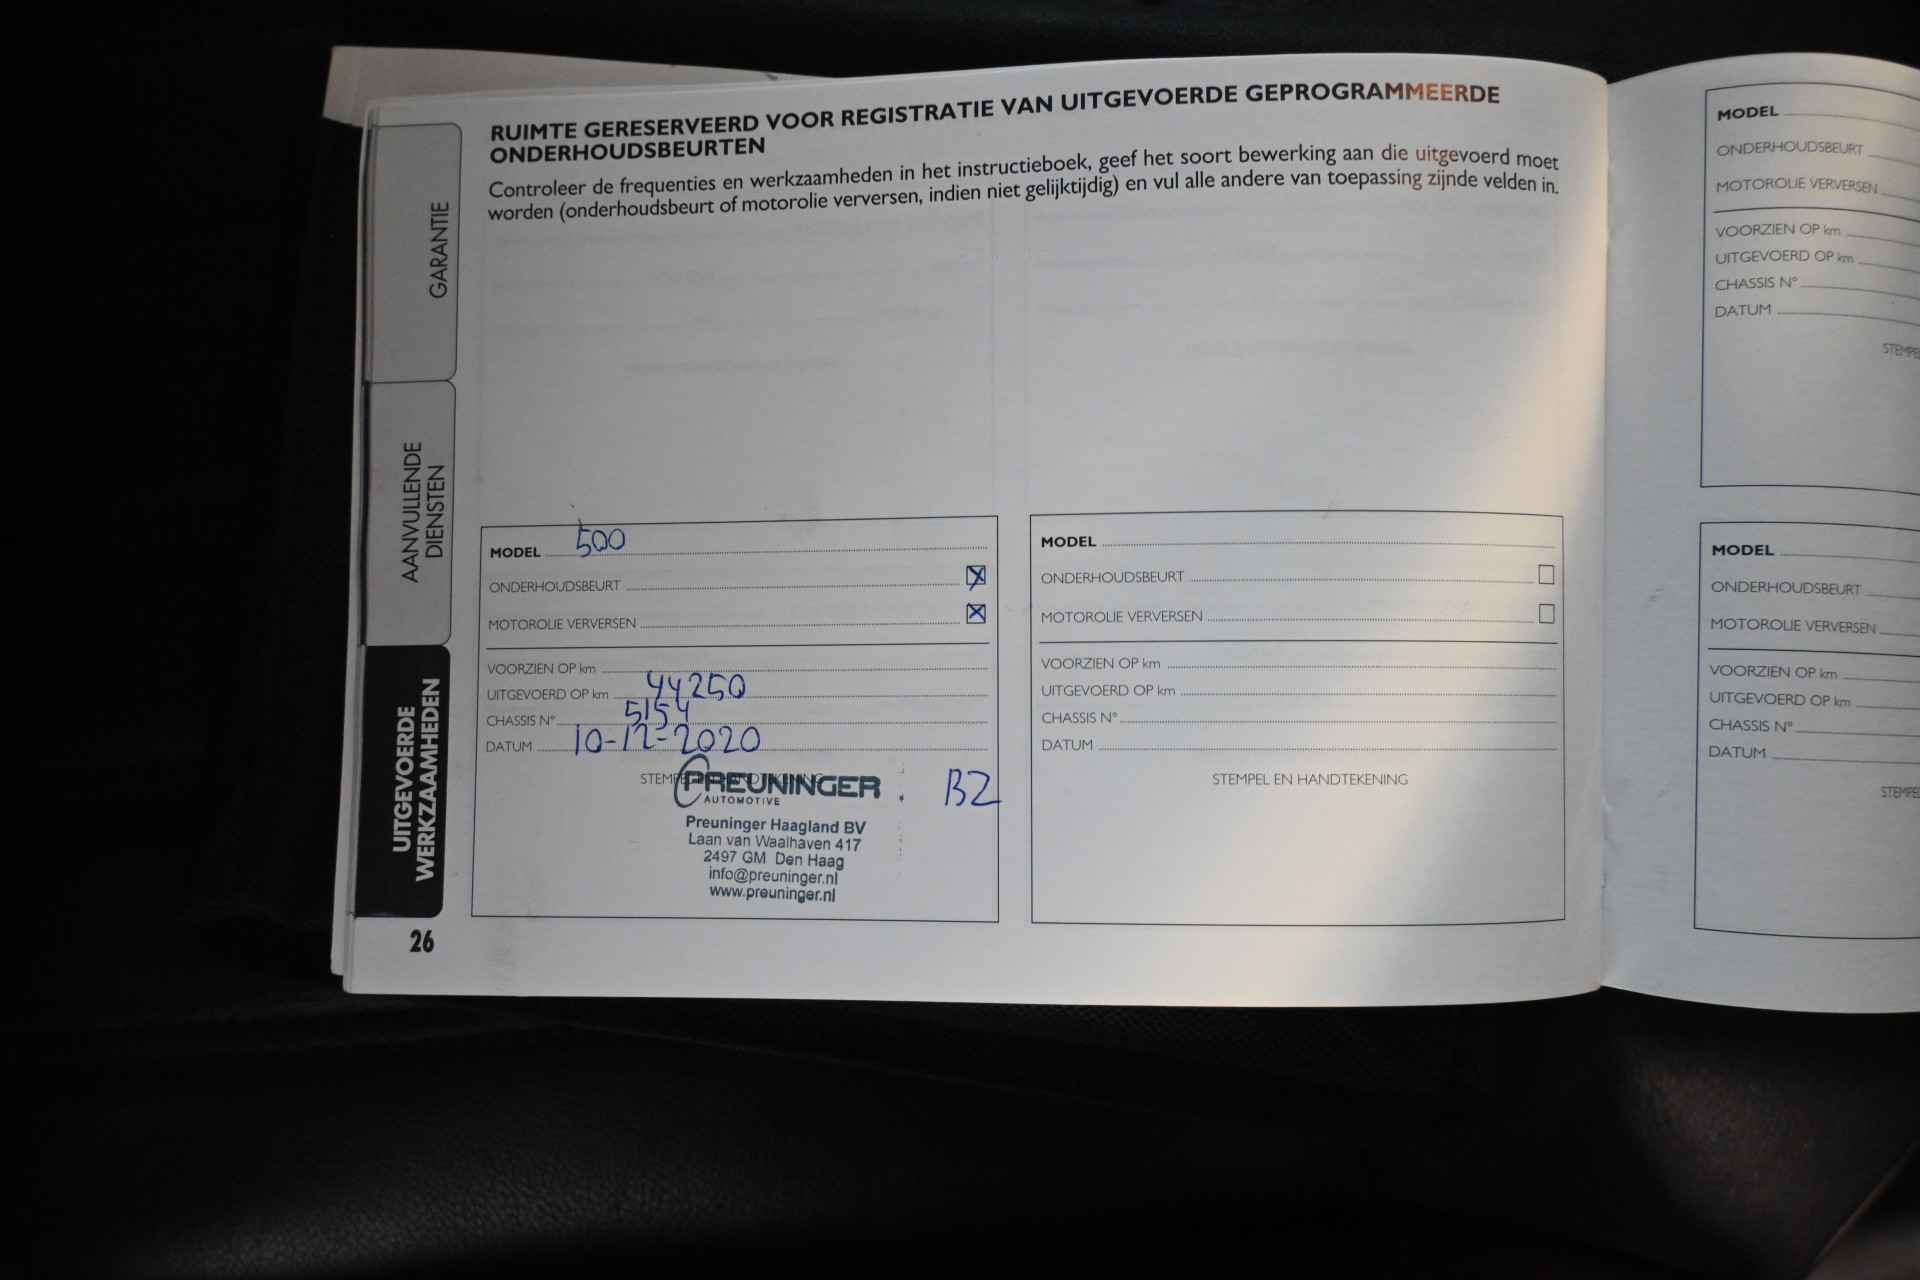 RUIMTE GERESERVEERD VOOR REGISTRATIE VAN UITGEVOERDE GEPROGRAMMEERDE
ONDERHOUDSBEURTEN
Controleer de frequenties en werkzaamheden in het instructieboek, geef het soort bewerking aan die uitgevoerd moet
worden (onderhoudsbeurt of motorolie verversen, indien niet gelijktijdig) en vul alle andere van toepassing zijnde velden in.
GARANTIE
AANVULLENDE
DIENSTEN
UITGEVOERDE
WERKZAAMHEDEN
26
MODEL 500
ONDERHOUDSBEURT
MOTOROLIE VERVERSEN
VOORZIEN OP km
UITGEVOERD OP km 44250
CHASSIS N° 5154
DATUM 10-12-2020
STEMPEL EN HANDTEKENING
PREUNINGER
AUTOMOTIVE
BZ
Preuninger Haagland BV
Laan van Waalhaven 417
2497 GM Den Haag
info@preuninger.nl
www.preuninger.nl
MODEL
ONDERHOUDSBEURT
MOTOROLIE VERVERSEN
VOORZIEN OP km
UITGEVOERD OP km
CHASSIS N°
DATUM
STEMPEL EN HANDTEKENING
MODEL
ONDERHOUDSBEURT
MOTOROLIE VERVERSEN
VOORZIEN OP km
UITGEVOERD OP km
CHASSIS N°
DATUM
STEMPE
MODEL
ONDERHOUDSBEURT
MOTOROLIE VERVERSEN
VOORZIEN OP km
UITGEVOERD OP km
CHASSIS N°
DATUM
STEMPEL